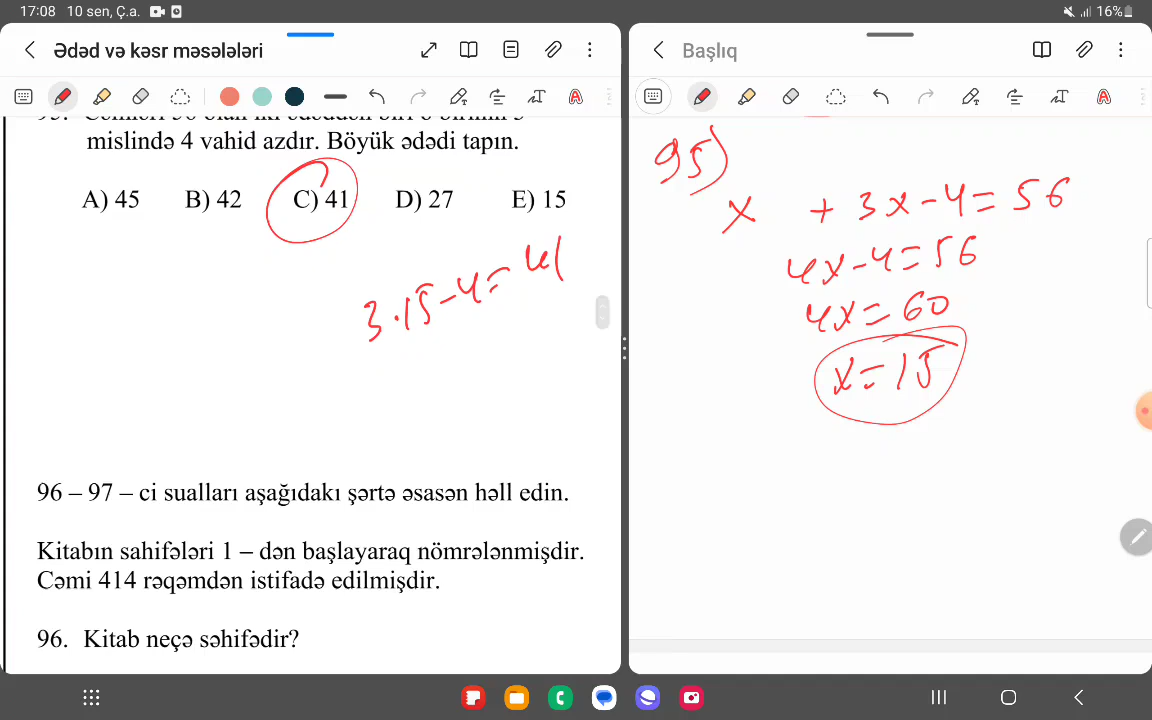 17:08 10 sen, Ç.a. 16%
Ədəd və kəsr məsələləri
mislində 4 vahid azdır. Böyük ədədi tapın.
A) 45 B) 42 C) 41 D) 27 E) 15
3·15-4=41
96 – 97 – ci sualları aşağıdakı şərtə əsasən həll edin.
Kitabın sahifələri 1 – dən başlayaraq nömrələnmişdir.
Cəmi 414 rəqəmdən istifadə edilmişdir.
96. Kitab neçə səhifədir?
Başlıq
95)
x + 3x-4=56
4x-4=56
4x=60
x=15